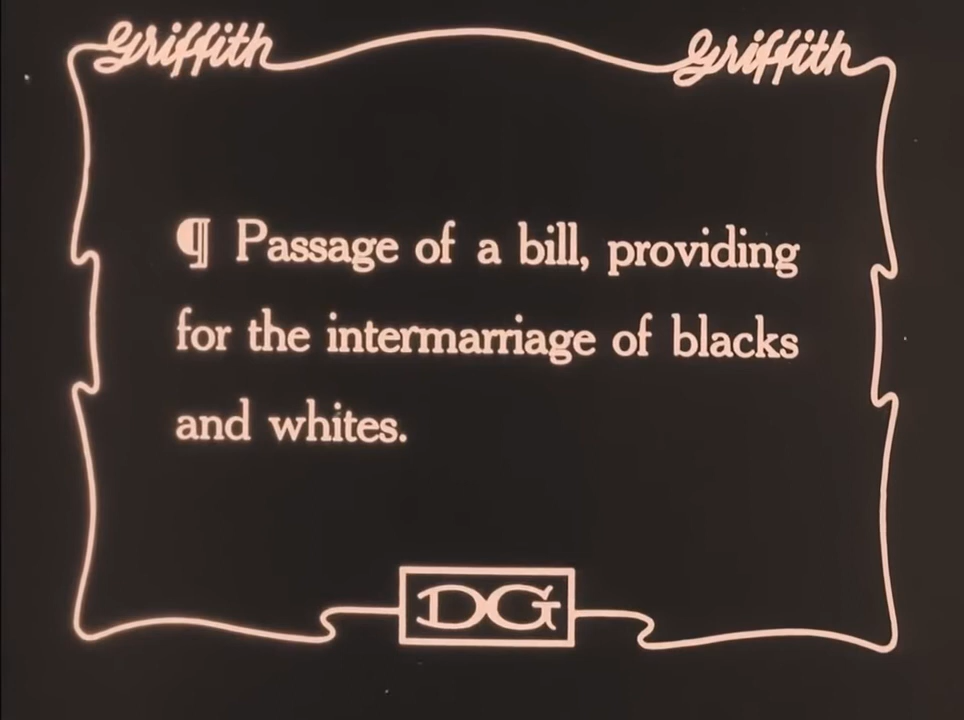 Griffith Griffith
¶ Passage of a bill, providing
for the intermarriage of blacks
and whites.
DG